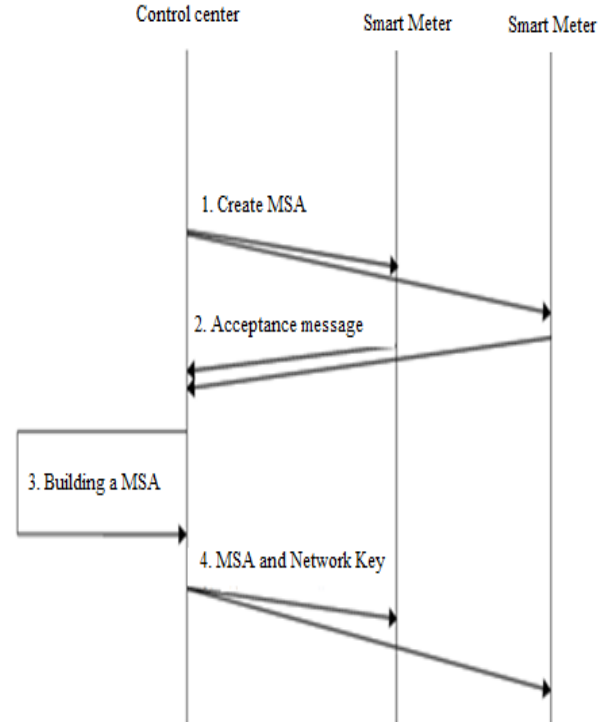 Control center
Smart Meter
Smart Meter
1. Create MSA
2. Acceptance message
3. Building a MSA
4. MSA and Network Key